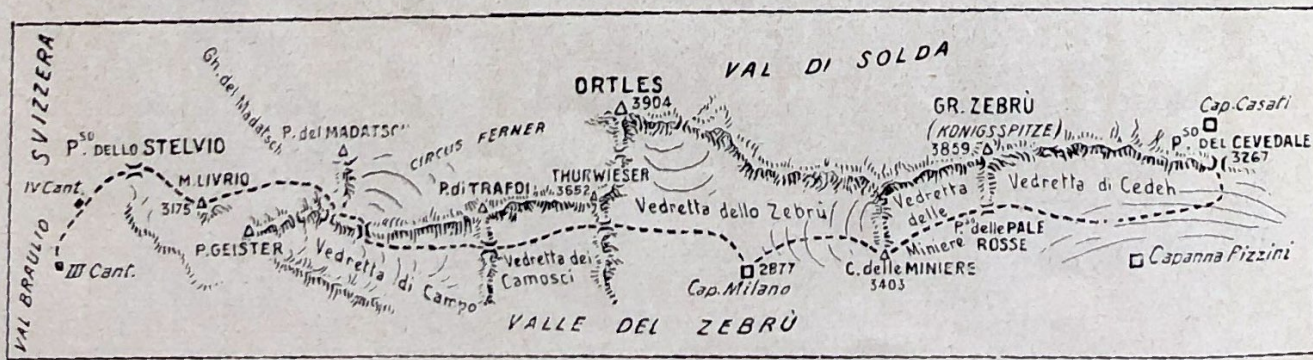 SVIZZERA
VAL BRAULIO
Gh. del Madatsch
P.so DELLO STELVIO
IV Cant.
III Cant.
M. LIVRIO
3175
P. GEISTER
P. del MADATSCH
CIRCUS FERNER
Vedretta di Campo
P. di TRAFOI
THURWIESER
3652
ORTLES
3904
VAL DI SOLDA
Vedretta dei
Camosci
Vedretta dello Zebrù
Cap. Milano
2877
VALLE DEL ZEBRÙ
C. delle MINIERE
3403
Vedretta
delle
Miniere
GR. ZEBRÙ
(KÖNIGSSPITZE)
3859
P.so delle PALE
ROSSE
Vedretta di Cedeh
Cap. Casati
P.so DEL CEVEDALE
3267
Capanna Pizzini